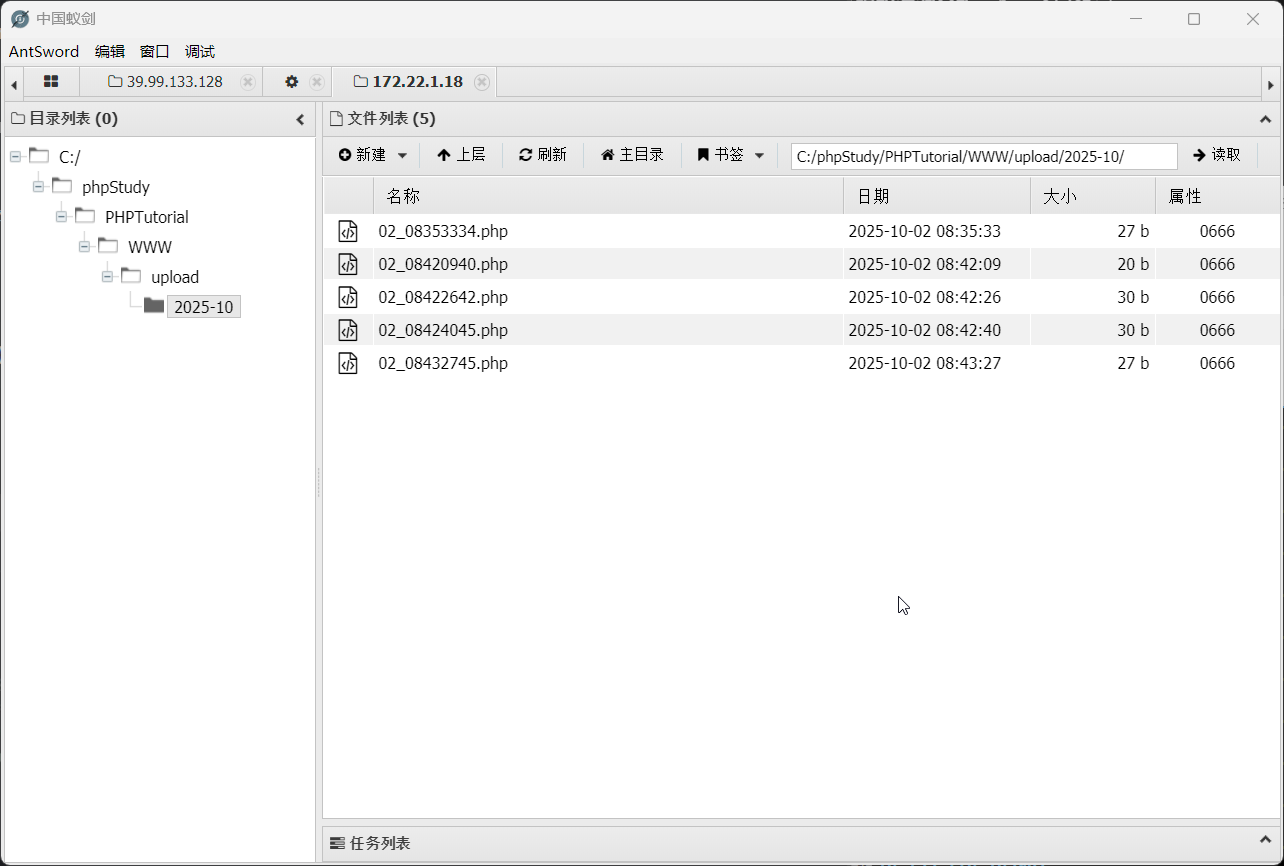 中国蚁剑
AntSword 编辑 窗口 调试
39.99.133.128 172.22.1.18
目录列表 (0)
C:/
phpStudy
PHPTutorial
WWW
upload
2025-10
文件列表 (5)
新建 上层 刷新 主目录 书签 C:/phpStudy/PHPTutorial/WWW/upload/2025-10/ 读取
名称 日期 大小 属性
02_08353334.php 2025-10-02 08:35:33 27 b 0666
02_08420940.php 2025-10-02 08:42:09 20 b 0666
02_08422642.php 2025-10-02 08:42:26 30 b 0666
02_08424045.php 2025-10-02 08:42:40 30 b 0666
02_08432745.php 2025-10-02 08:43:27 27 b 0666
任务列表